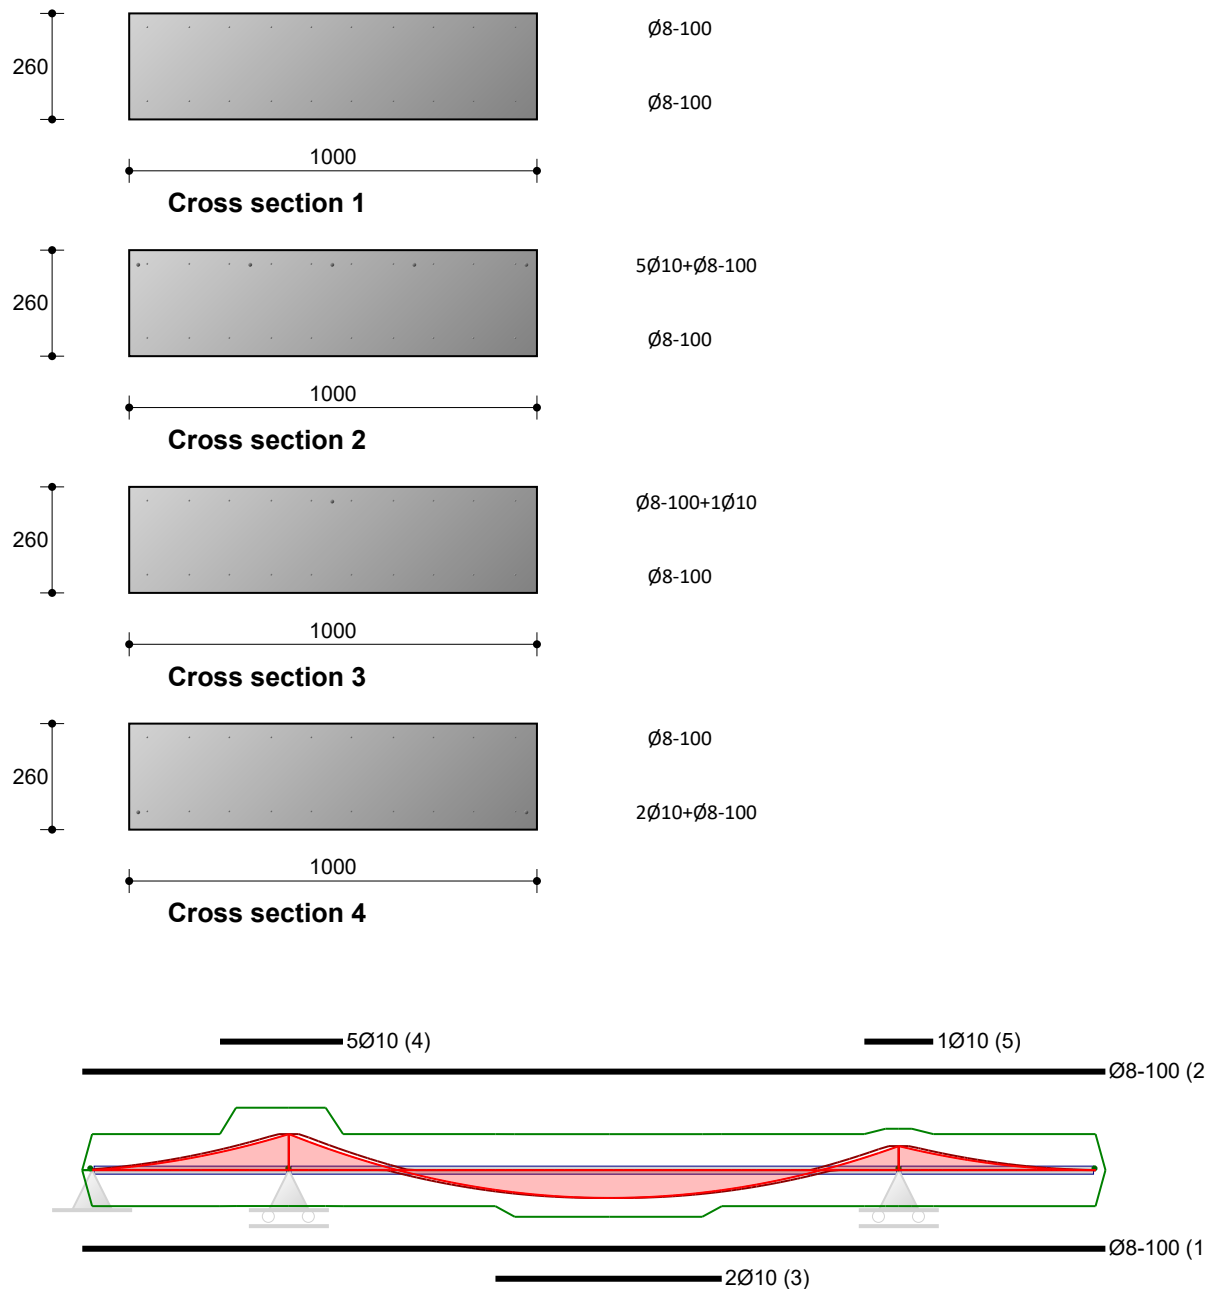 Ø8-100
260
Ø8-100
1000
Cross section 1
5Ø10+Ø8-100
260
Ø8-100
1000
Cross section 2
Ø8-100+1Ø10
260
Ø8-100
1000
Cross section 3
Ø8-100
260
2Ø10+Ø8-100
1000
Cross section 4
5Ø10 (4)
1Ø10 (5)
Ø8-100 (2
Ø8-100 (1
2Ø10 (3)